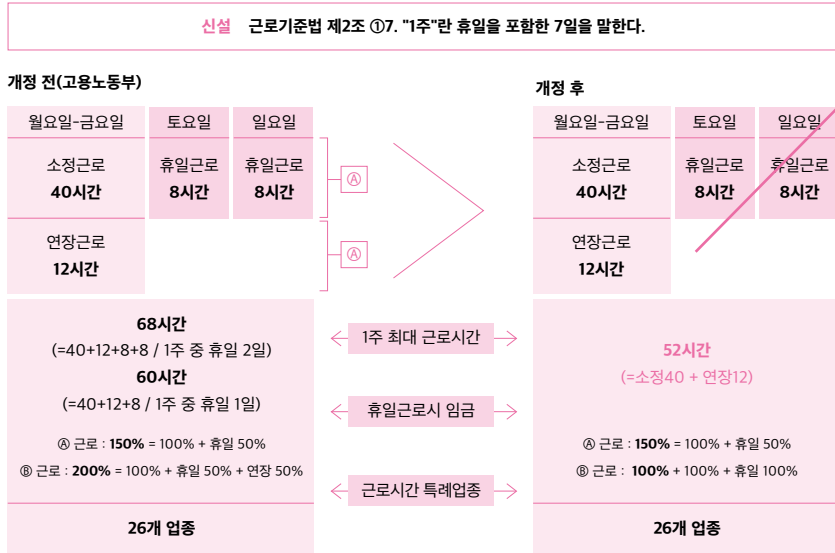 신설 근로기준법 제2조 ①7. "1주"란 휴일을 포함한 7일을 말한다.
개정 전(고용노동부)
월요일-금요일 토요일 일요일
소정근로 휴일근로 휴일근로
40시간 8시간 8시간
Ⓐ
연장근로
12시간
Ⓐ
68시간
(=40+12+8+8 / 1주 중 휴일 2일)
60시간
(=40+12+8 / 1주 중 휴일 1일)
Ⓐ 근로 : 150% = 100% + 휴일 50%
Ⓑ 근로 : 200% = 100% + 휴일 50% + 연장 50%
26개 업종
1주 최대 근로시간
휴일근로시 임금
근로시간 특례업종
개정 후
월요일-금요일 토요일 일요일
소정근로 휴일근로 휴일근로
40시간 8시간 8시간
연장근로
12시간
52시간
(=소정40 + 연장12)
Ⓐ 근로 : 150% = 100% + 휴일 50%
Ⓑ 근로 : 100% + 100% + 휴일 100%
26개 업종